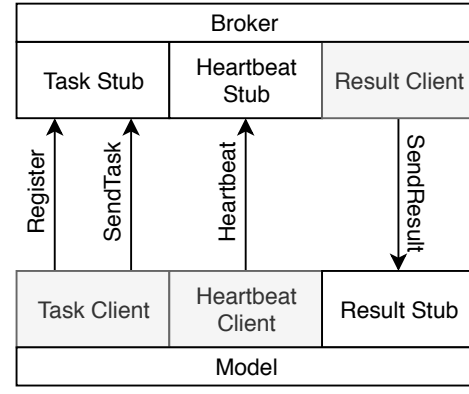 Broker
Task Stub
Heartbeat
Stub
Result Client
Register
SendTask
Heartbeat
SendResult
Task Client
Heartbeat
Client
Result Stub
Model